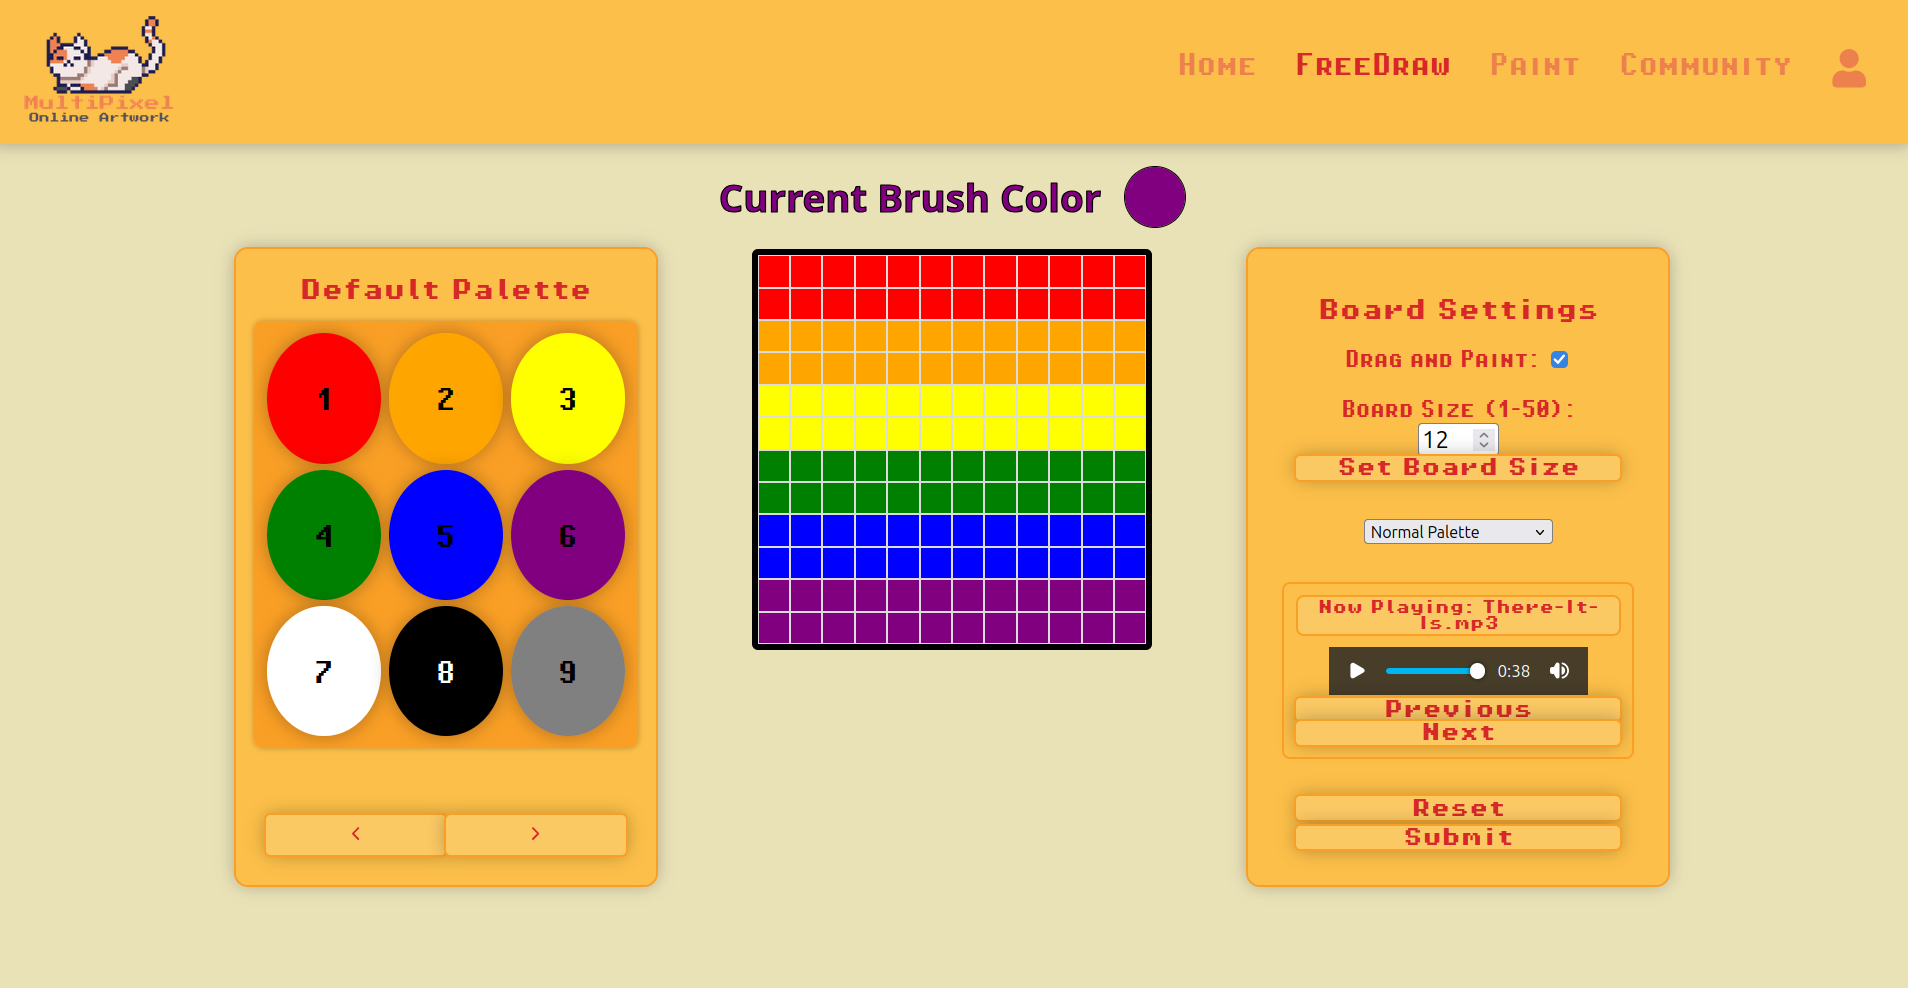 MultiPixel
Online Artwork
Home FreeDraw Paint Community
Current Brush Color
Default Palette
1 2 3
4 5 6
7 8 9
<
>
Board Settings
Drag and Paint:
Board Size (1-50):
12
Set Board Size
Normal Palette
Now Playing: There-It-
Is.mp3
0:38
Previous
Next
Reset
Submit